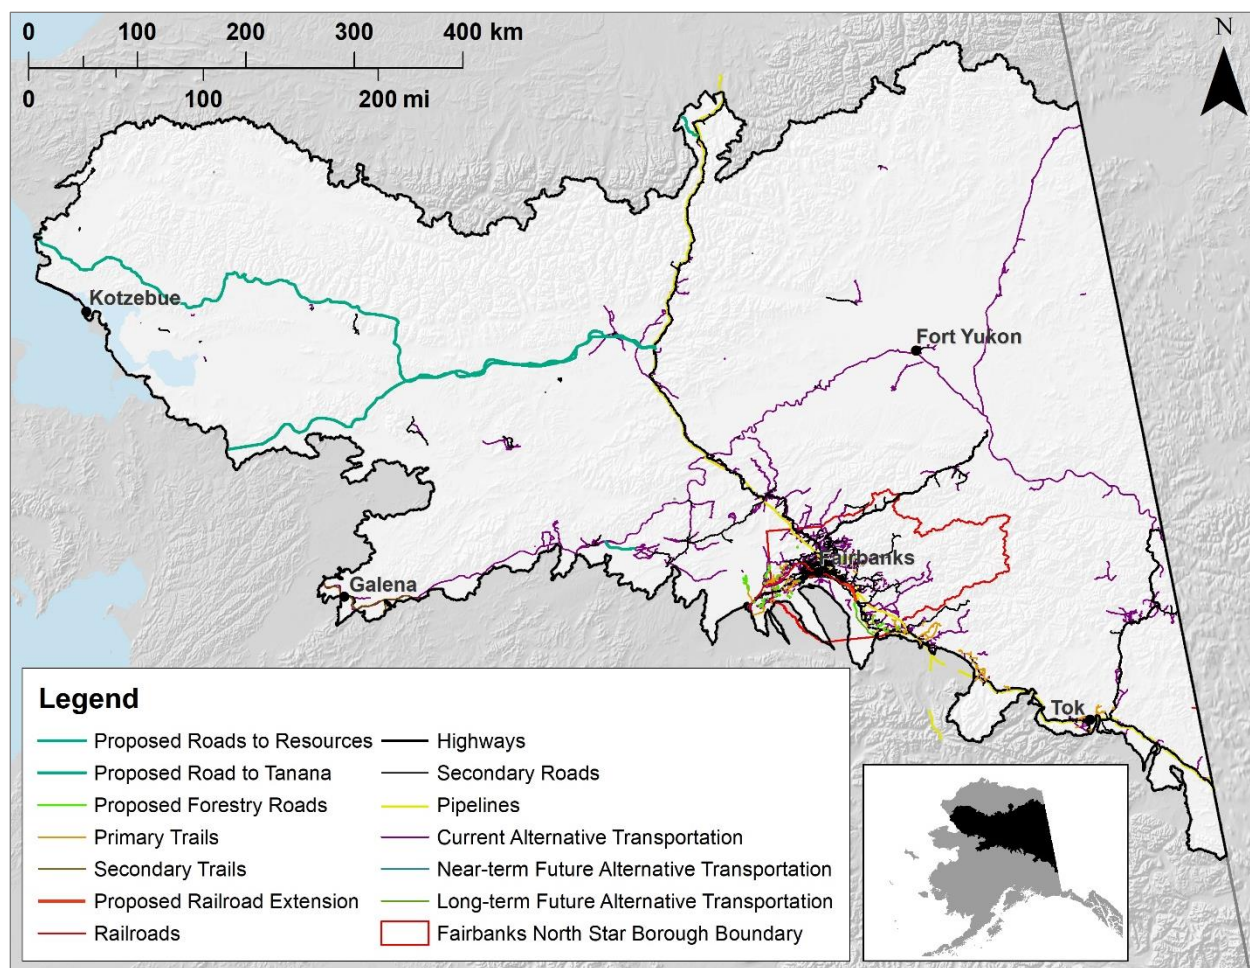 0 100 200 300 400 km
0 100 200 mi
N
Kotzebue
Fort Yukon
Fairbanks
Galena
Tok
Legend
Proposed Roads to Resources
Proposed Road to Tanana
Proposed Forestry Roads
Primary Trails
Secondary Trails
Proposed Railroad Extension
Railroads
Highways
Secondary Roads
Pipelines
Current Alternative Transportation
Near-term Future Alternative Transportation
Long-term Future Alternative Transportation
Fairbanks North Star Borough Boundary